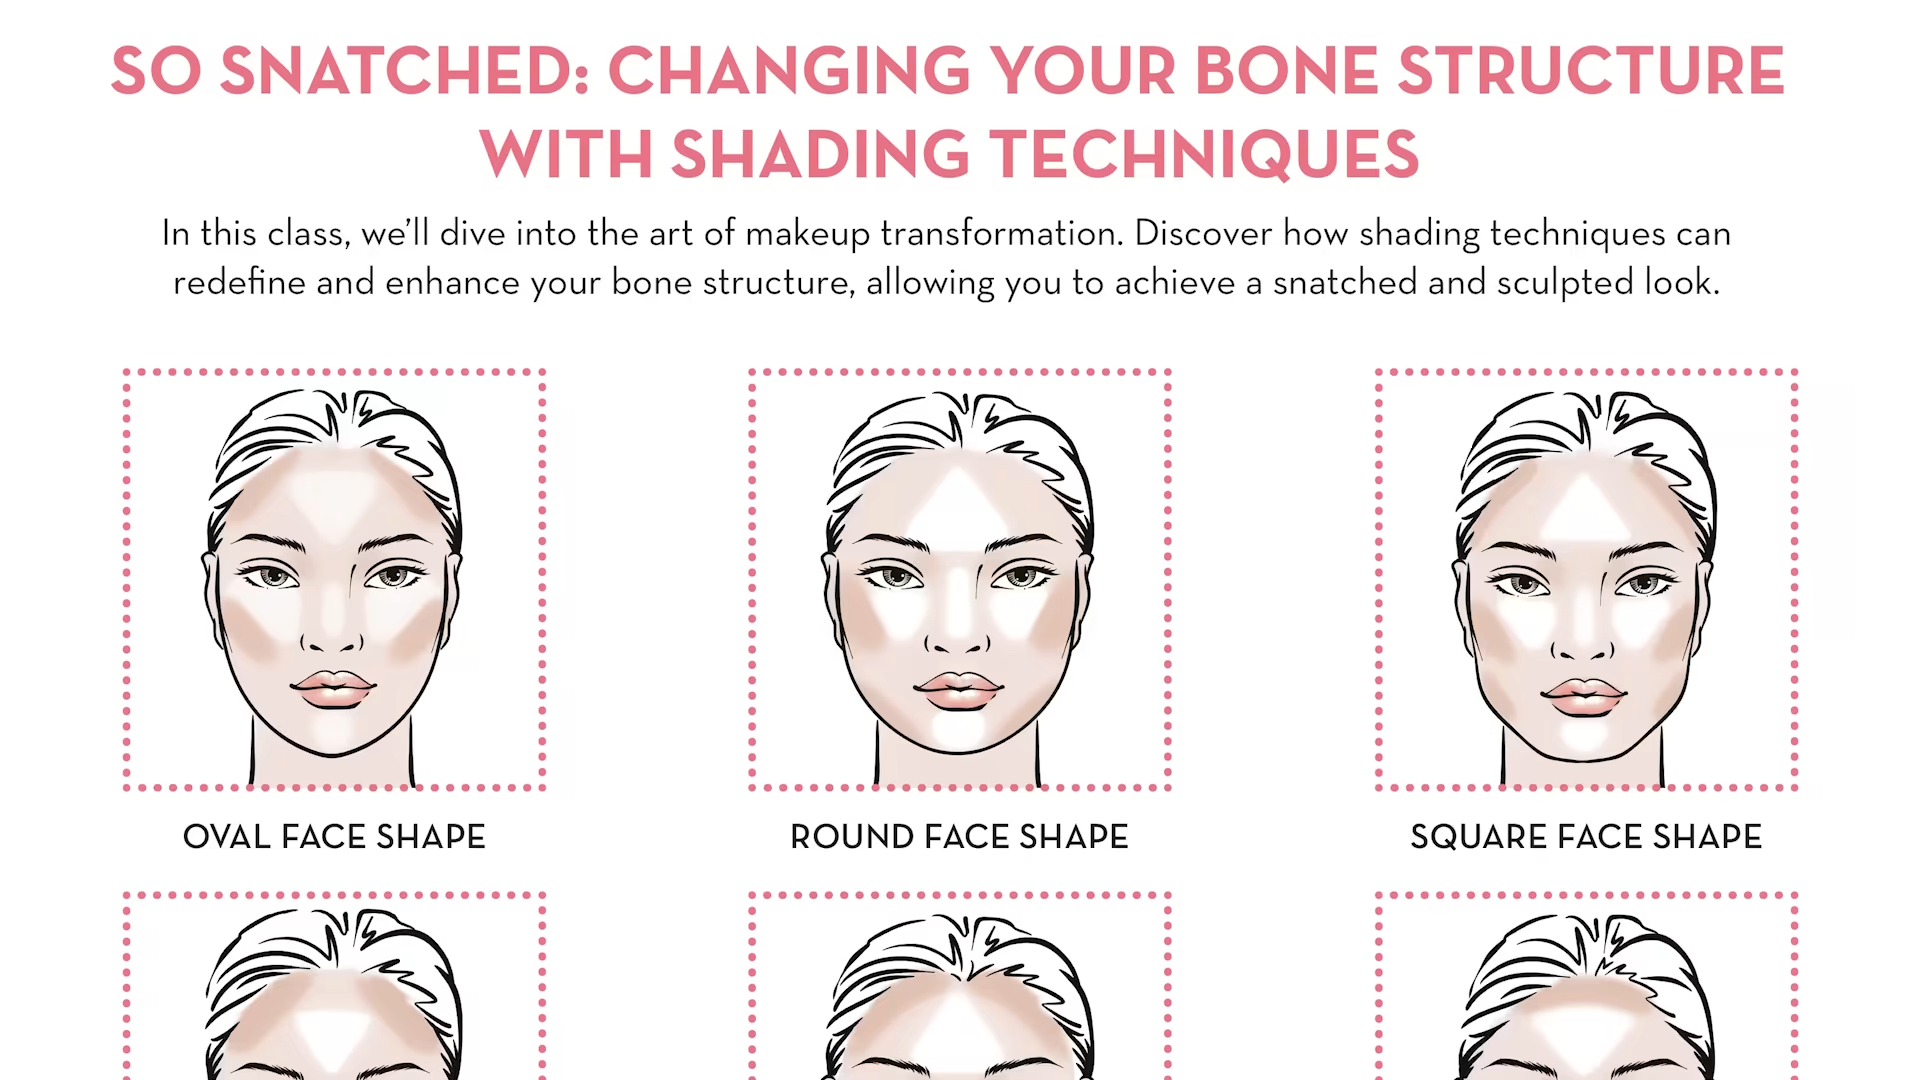 SO SNATCHED: CHANGING YOUR BONE STRUCTURE
WITH SHADING TECHNIQUES
In this class, we’ll dive into the art of makeup transformation. Discover how shading techniques can
redefine and enhance your bone structure, allowing you to achieve a snatched and sculpted look.
OVAL FACE SHAPE
ROUND FACE SHAPE
SQUARE FACE SHAPE